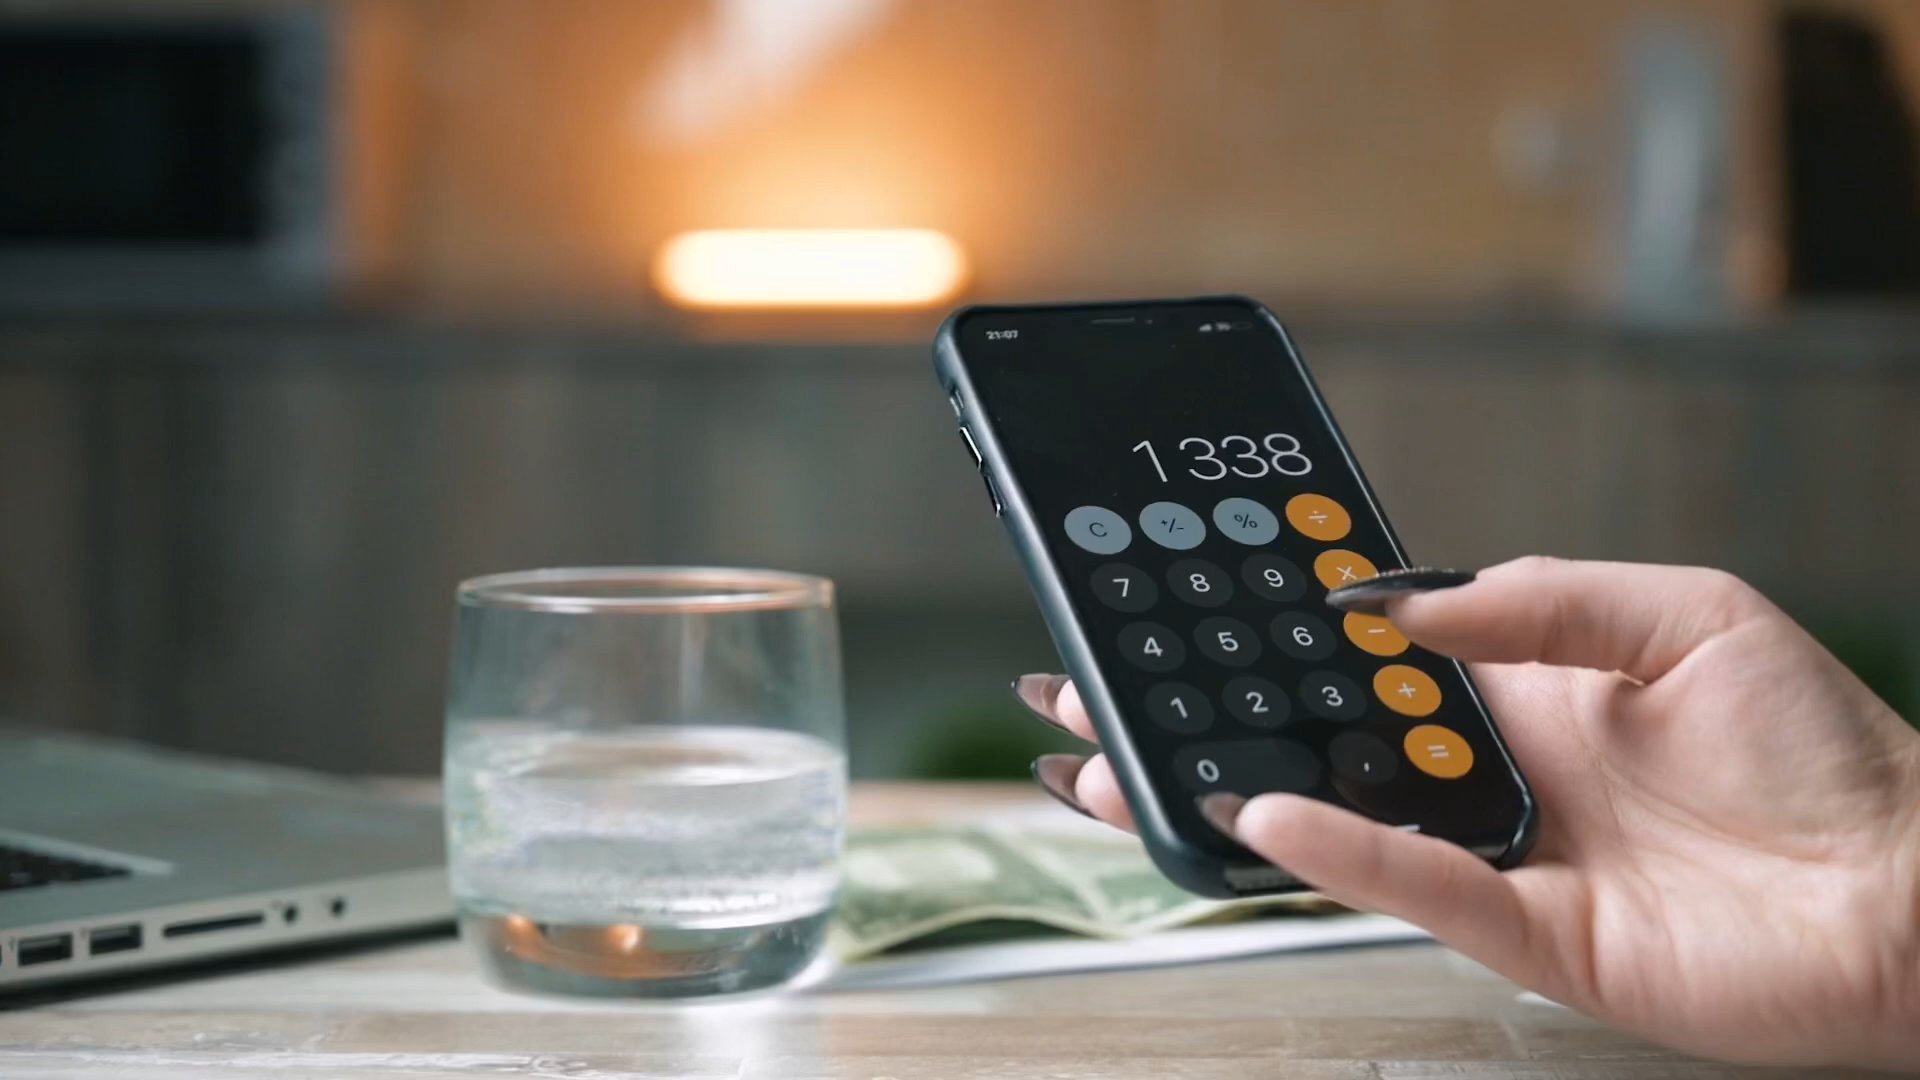 21:07
1 338
C +/- % ÷
7 8 9 ×
4 5 6 −
1 2 3 +
0 , =